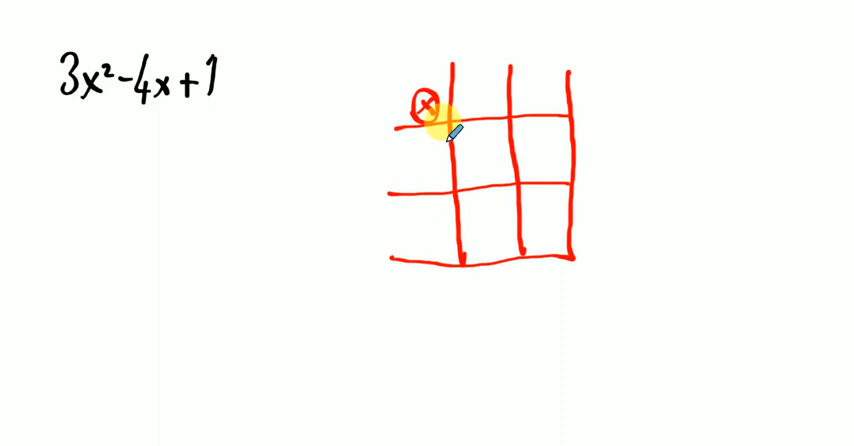 3x² - 4x + 1
×